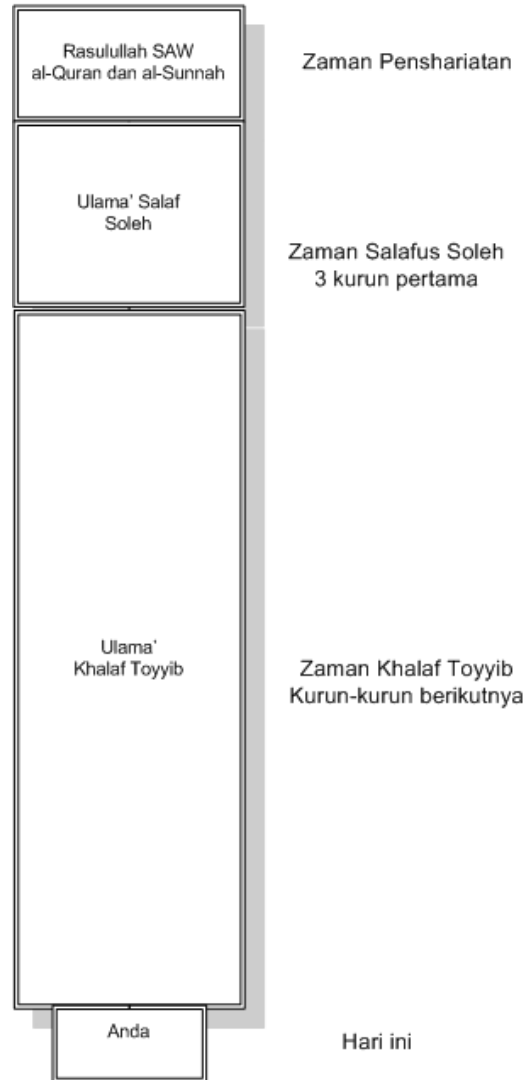 Rasulullah SAW
al-Quran dan al-Sunnah
Zaman Penshariatan
Ulama' Salaf
Soleh
Zaman Salafus Soleh
3 kurun pertama
Ulama`
Khalaf Toyyib
Zaman Khalaf Toyyib
Kurun-kurun berikutnya
Anda
Hari ini